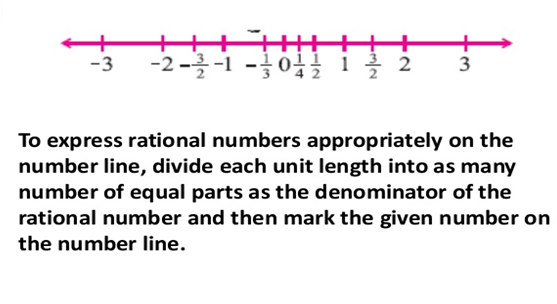 -3 -2 -3/2 -1 -1/3 0 1/4 1/2 1 3/2 2 3
To express rational numbers appropriately on the
number line, divide each unit length into as many
number of equal parts as the denominator of the
rational number and then mark the given number on
the number line.